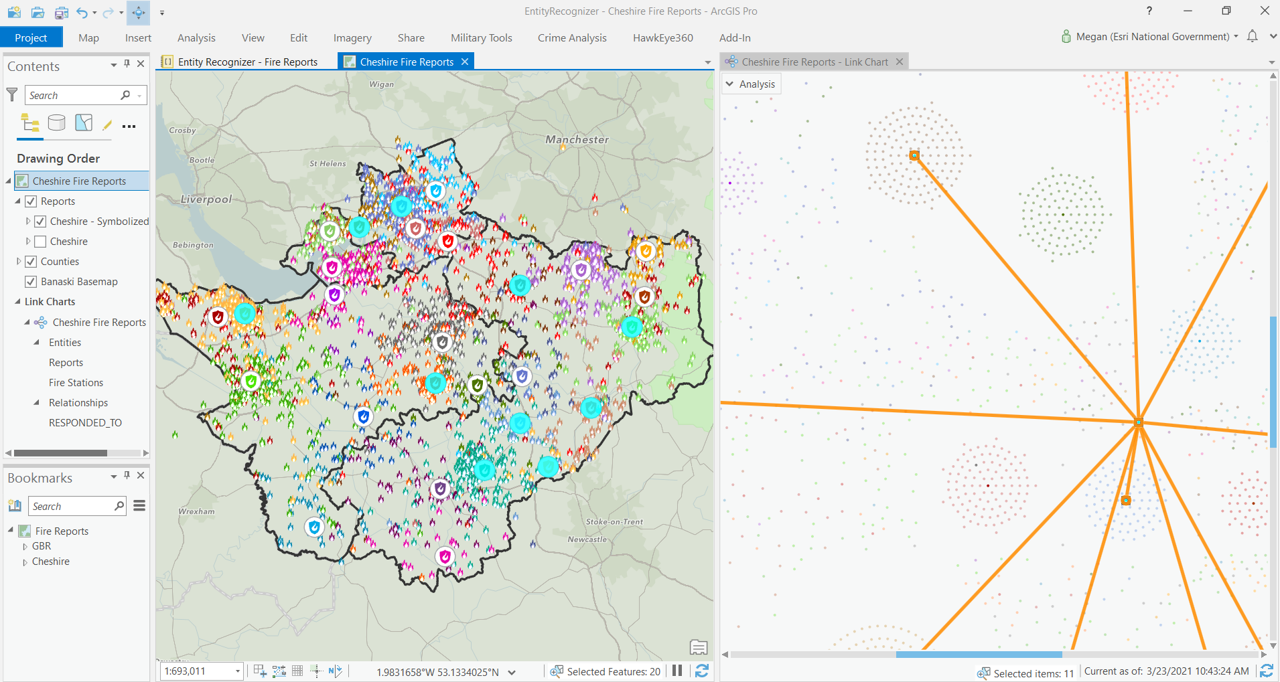 EntityRecognizer - Cheshire Fire Reports - ArcGIS Pro
?
Project Map Insert Analysis View Edit Imagery Share Military Tools Crime Analysis HawkEye360 Add-In
Megan (Esri National Government)
Contents
Search
Drawing Order
Cheshire Fire Reports
Reports
Cheshire - Symbolized
Cheshire
Counties
Banaski Basemap
Link Charts
Cheshire Fire Reports
Entities
Reports
Fire Stations
Relationships
RESPONDED_TO
Bookmarks
Search
Fire Reports
GBR
Cheshire
Entity Recognizer - Fire Reports
Cheshire Fire Reports
Wigan
Crosby
Bootle
St Helens
Manchester
Liverpool
Bebington
Wrexham
Stoke-on-Trent
Newcastle
1:693,011
1.9831658°W 53.1334025°N
Selected Features: 20
Cheshire Fire Reports - Link Chart
Analysis
Selected items: 11
Current as of: 3/23/2021 10:43:24 AM